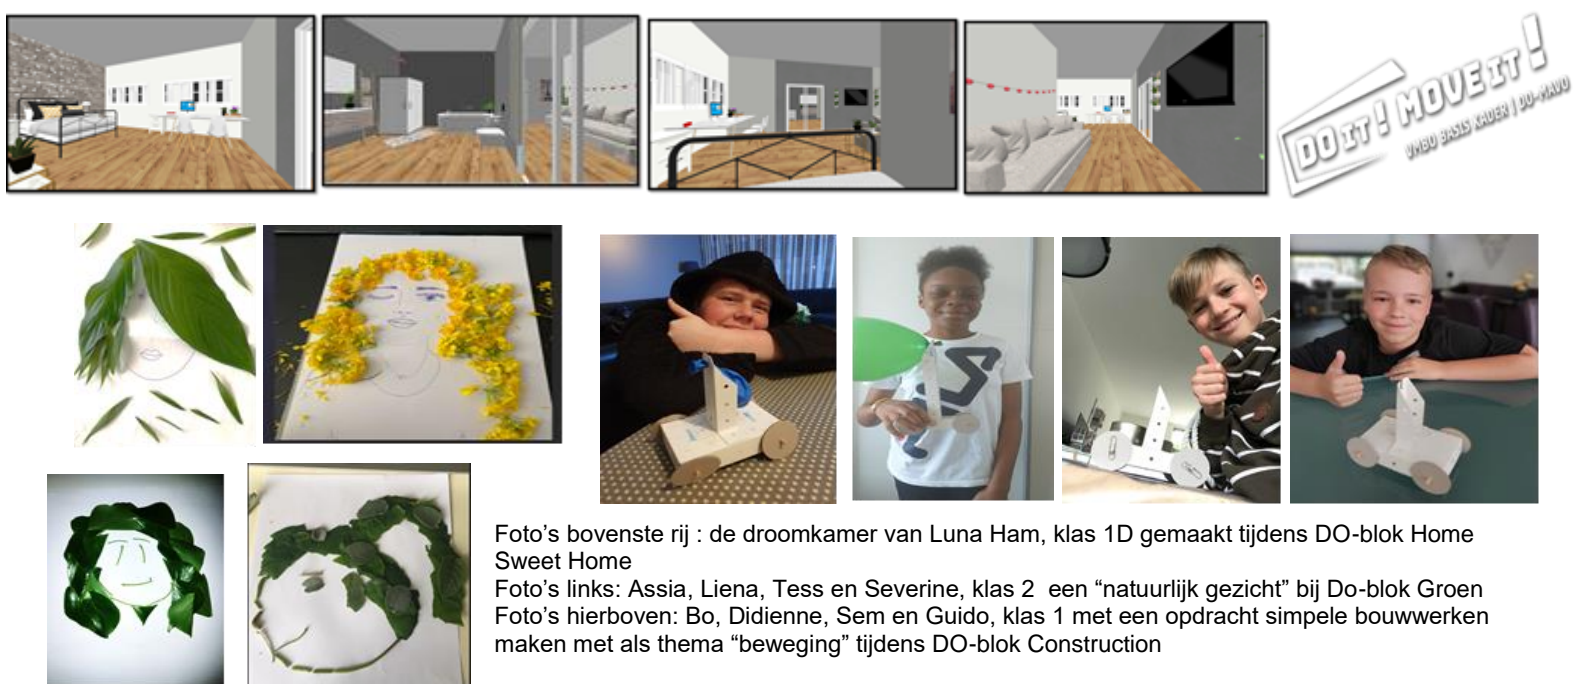 DO IT! MOVE IT!
VMBO BASIS KADER | DO-MAVO
Foto’s bovenste rij : de droomkamer van Luna Ham, klas 1D gemaakt tijdens DO-blok Home
Sweet Home
Foto’s links: Assia, Liena, Tess en Severine, klas 2  een “natuurlijk gezicht” bij Do-blok Groen
Foto’s hierboven: Bo, Didienne, Sem en Guido, klas 1 met een opdracht simpele bouwwerken
maken met als thema “beweging” tijdens DO-blok Construction